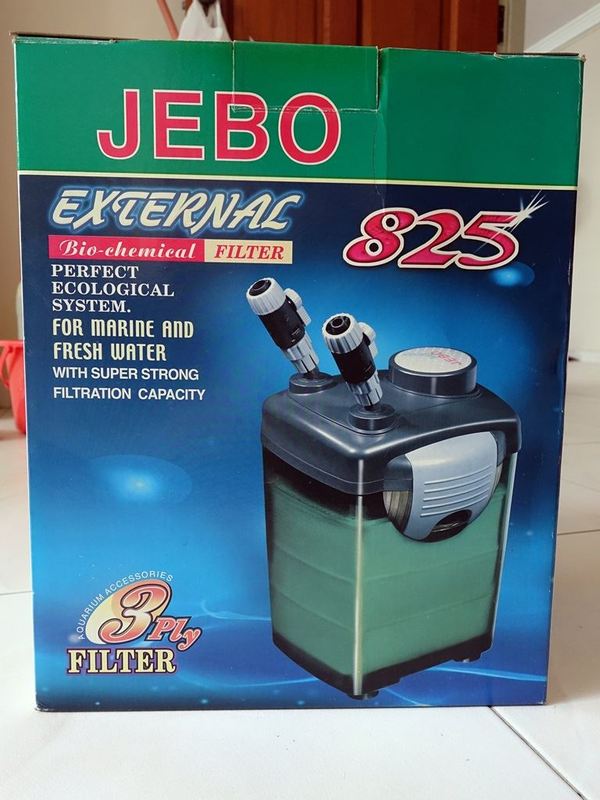 JEBO
EXTERNAL
825
Bio-chemical FILTER
PERFECT
ECOLOGICAL
SYSTEM.
FOR MARINE AND
FRESH WATER
WITH SUPER STRONG
FILTRATION CAPACITY
JEBO
AQUARIUM ACCESSORIES
3 Ply
FILTER